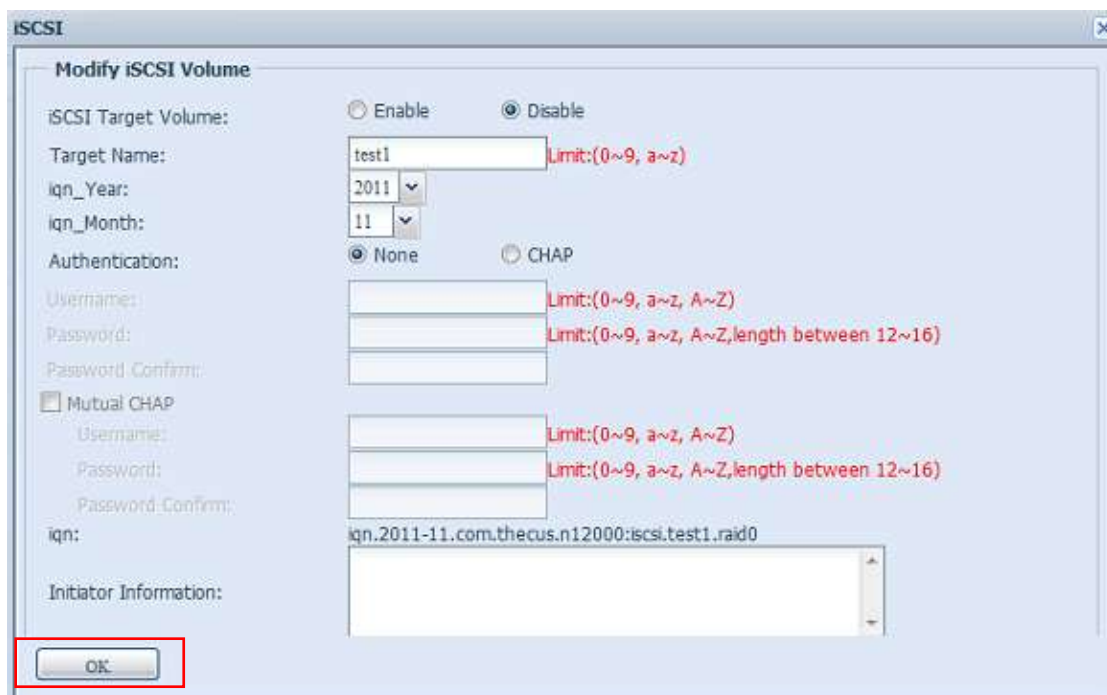 iSCSI
Modify iSCSI Volume
iSCSI Target Volume: Enable Disable
Target Name: test1 Limit:(0~9, a~z)
iqn_Year: 2011
iqn_Month: 11
Authentication: None CHAP
Username: Limit:(0~9, a~z, A~Z)
Password: Limit:(0~9, a~z, A~Z,length between 12~16)
Password Confirm:
Mutual CHAP
Username: Limit:(0~9, a~z, A~Z)
Password: Limit:(0~9, a~z, A~Z,length between 12~16)
Password Confirm:
iqn: iqn.2011-11.com.thecus.n12000:iscsi.test1.raid0
Initiator Information:
OK